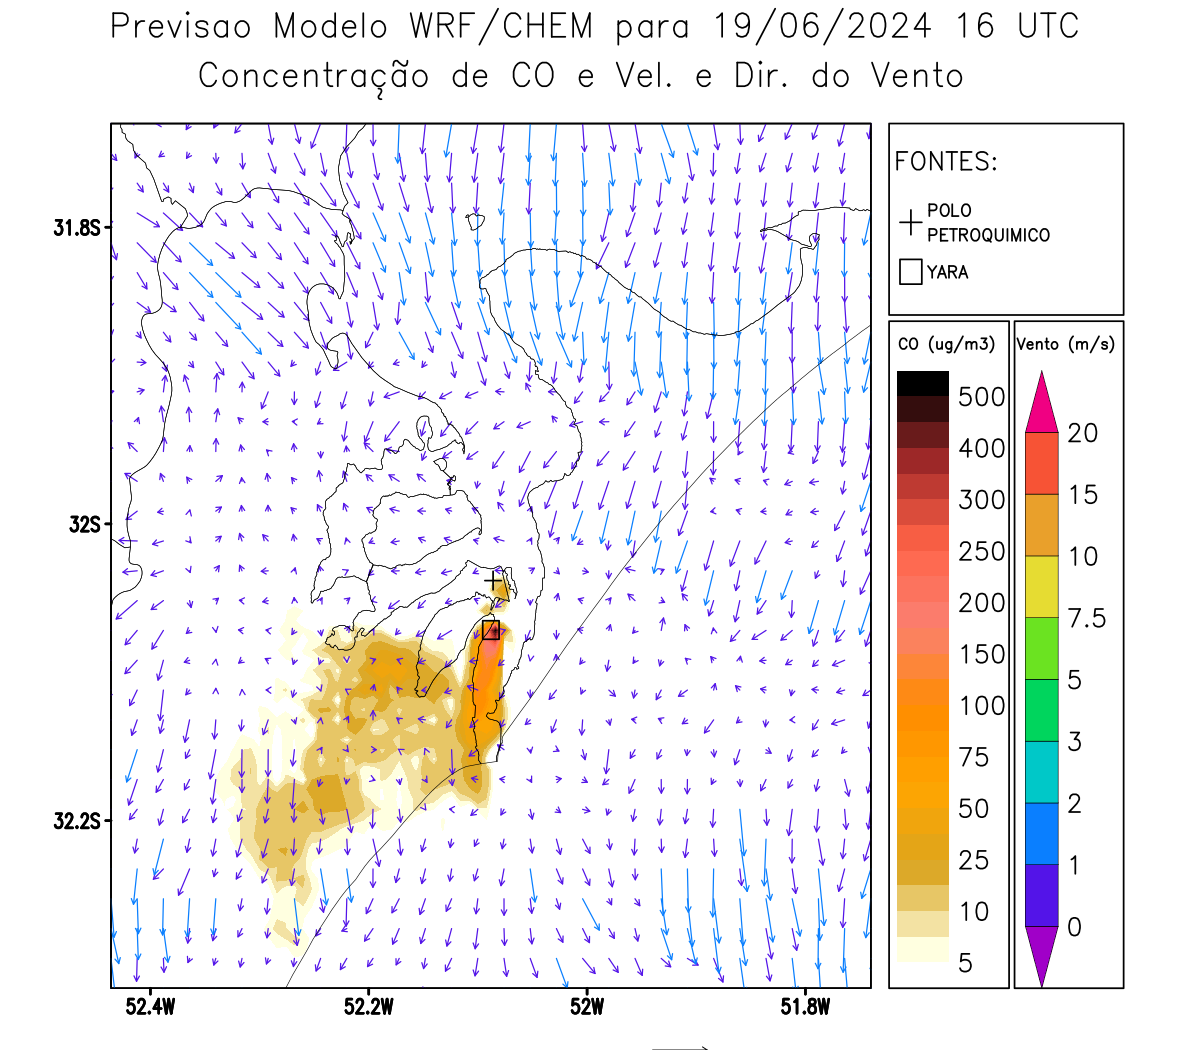 Previsao Modelo WRF/CHEM para 19/06/2024 16 UTC
Concentração de CO e Vel. e Dir. do Vento
FONTES:
POLO
PETROQUIMICO
YARA
CO (ug/m3)
500
400
300
250
200
150
100
75
50
25
10
5
Vento (m/s)
20
15
10
7.5
5
3
2
1
0
31.8S
32S
32.2S
52.4W 52.2W 52W 51.8W